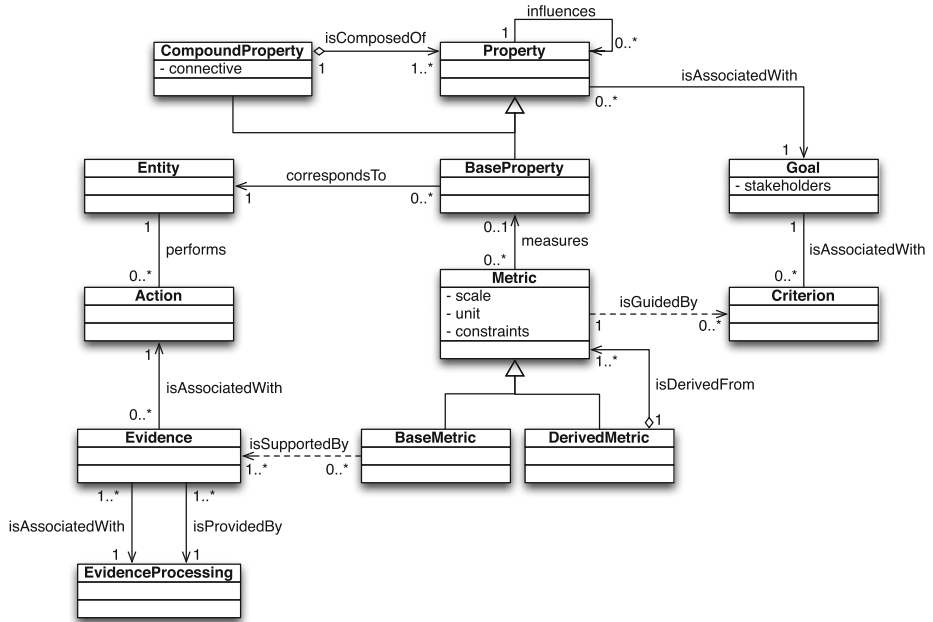 influences
1
0..*
isComposedOf
CompoundProperty
- connective
1
1..*
Property
isAssociatedWith
0..*
1
Entity
correspondsTo
1
0..*
BaseProperty
Goal
- stakeholders
1
performs
0..*
0..1
measures
0..*
1
isAssociatedWith
0..*
Action
Metric
- scale
- unit
- constraints
isGuidedBy
1
0..*
Criterion
1
isAssociatedWith
0..*
1..*
isDerivedFrom
1
Evidence
isSupportedBy
1..*
0..*
BaseMetric
DerivedMetric
1..*
1..*
isAssociatedWith
isProvidedBy
1
1
EvidenceProcessing